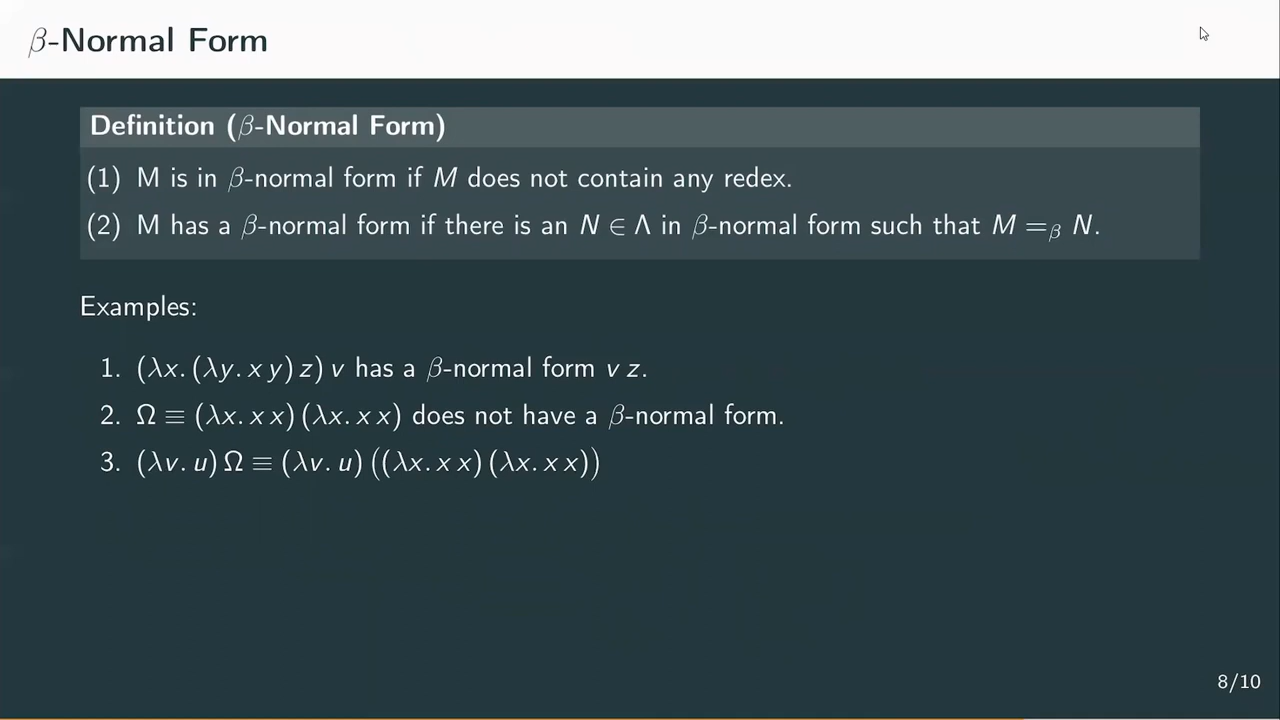 β-Normal Form
Definition (β-Normal Form)
(1) M is in β-normal form if M does not contain any redex.
(2) M has a β-normal form if there is an N ∈ Λ in β-normal form such that M =β N.
Examples:
1. (λx. (λy. x y) z) v has a β-normal form v z.
2. Ω ≡ (λx. x x) (λx. x x) does not have a β-normal form.
3. (λv. u) Ω ≡ (λv. u) ((λx. x x) (λx. x x))
8/10